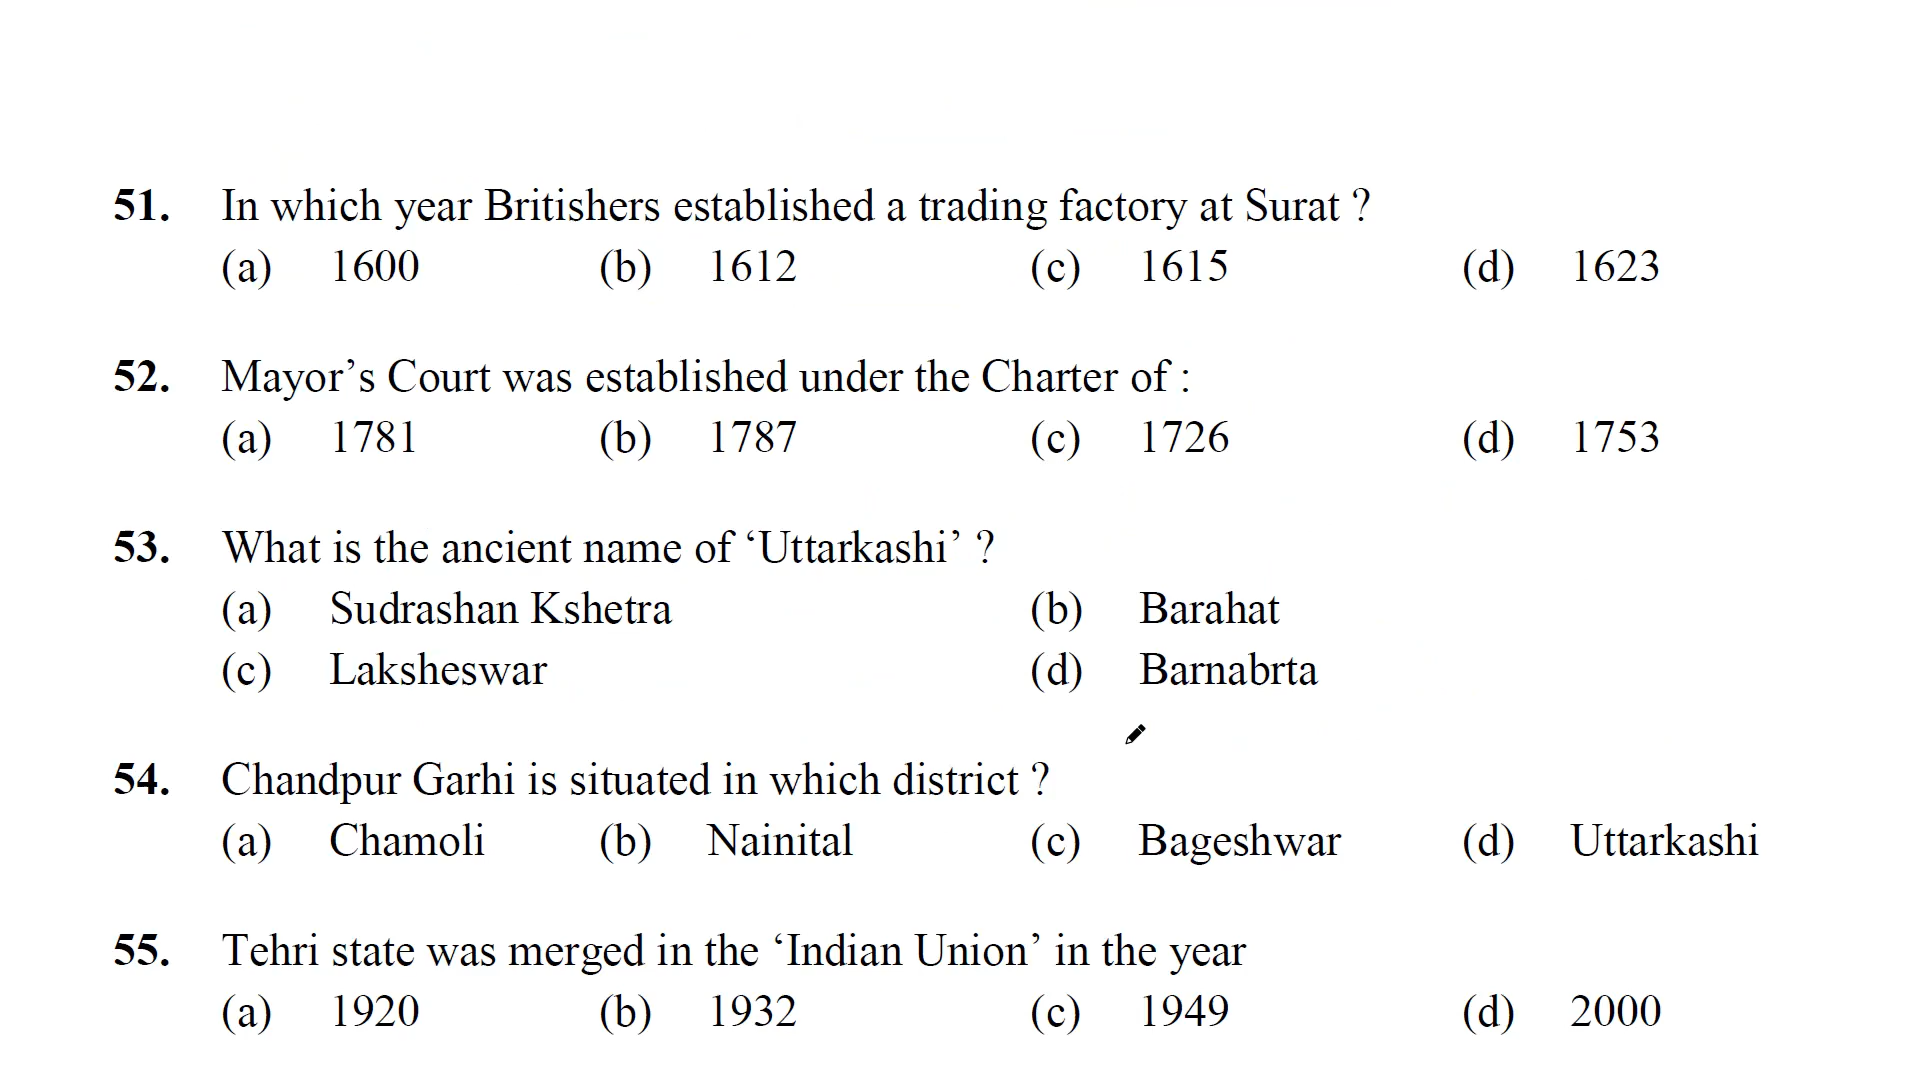 51. In which year Britishers established a trading factory at Surat ?
(a) 1600 (b) 1612 (c) 1615 (d) 1623
52. Mayor’s Court was established under the Charter of :
(a) 1781 (b) 1787 (c) 1726 (d) 1753
53. What is the ancient name of ‘Uttarkashi’ ?
(a) Sudrashan Kshetra (b) Barahat
(c) Laksheswar (d) Barnabrta
54. Chandpur Garhi is situated in which district ?
(a) Chamoli (b) Nainital (c) Bageshwar (d) Uttarkashi
55. Tehri state was merged in the ‘Indian Union’ in the year
(a) 1920 (b) 1932 (c) 1949 (d) 2000